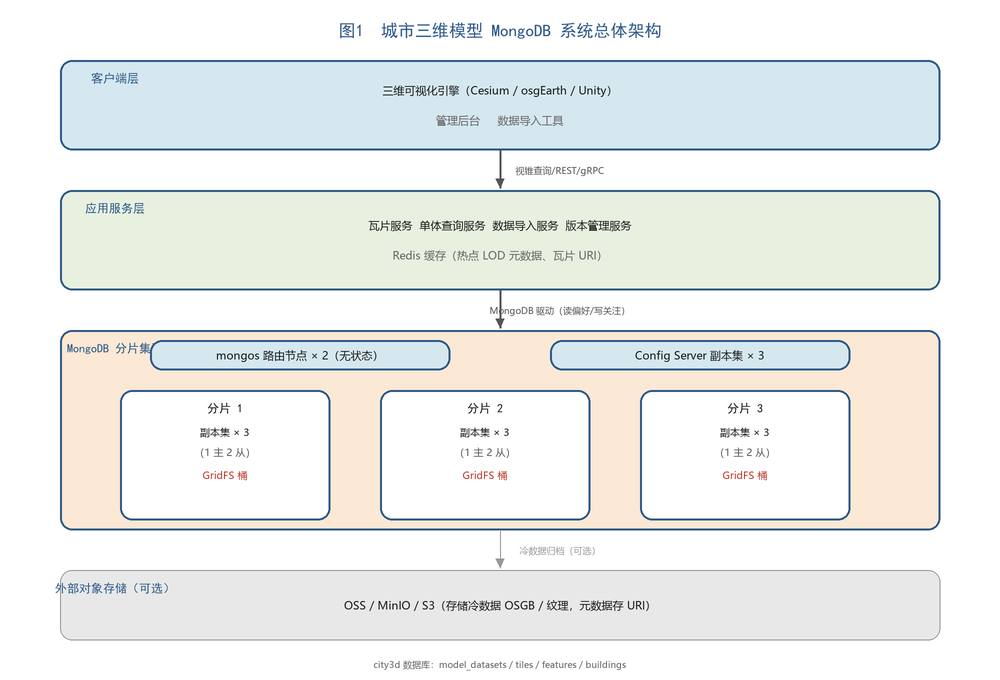 图1 城市三维模型 MongoDB 系统总体架构
客户端层
三维可视化引擎（Cesium / osgEarth / Unity）
管理后台 数据导入工具
视锥查询/REST/gRPC
应用服务层
瓦片服务 单体查询服务 数据导入服务 版本管理服务
Redis 缓存（热点 LOD 元数据、瓦片 URI）
MongoDB 驱动（读偏好/写关注）
MongoDB 分片集
mongos 路由节点 × 2（无状态）
Config Server 副本集 × 3
分片 1
副本集 × 3
（1 主 2 从）
GridFS 桶
分片 2
副本集 × 3
（1 主 2 从）
GridFS 桶
分片 3
副本集 × 3
（1 主 2 从）
GridFS 桶
冷数据归档（可选）
外部对象存储（可选）
OSS / MinIO / S3（存储冷数据 OSGB / 纹理，元数据存 URI）
city3d 数据库：model_datasets / tiles / features / buildings